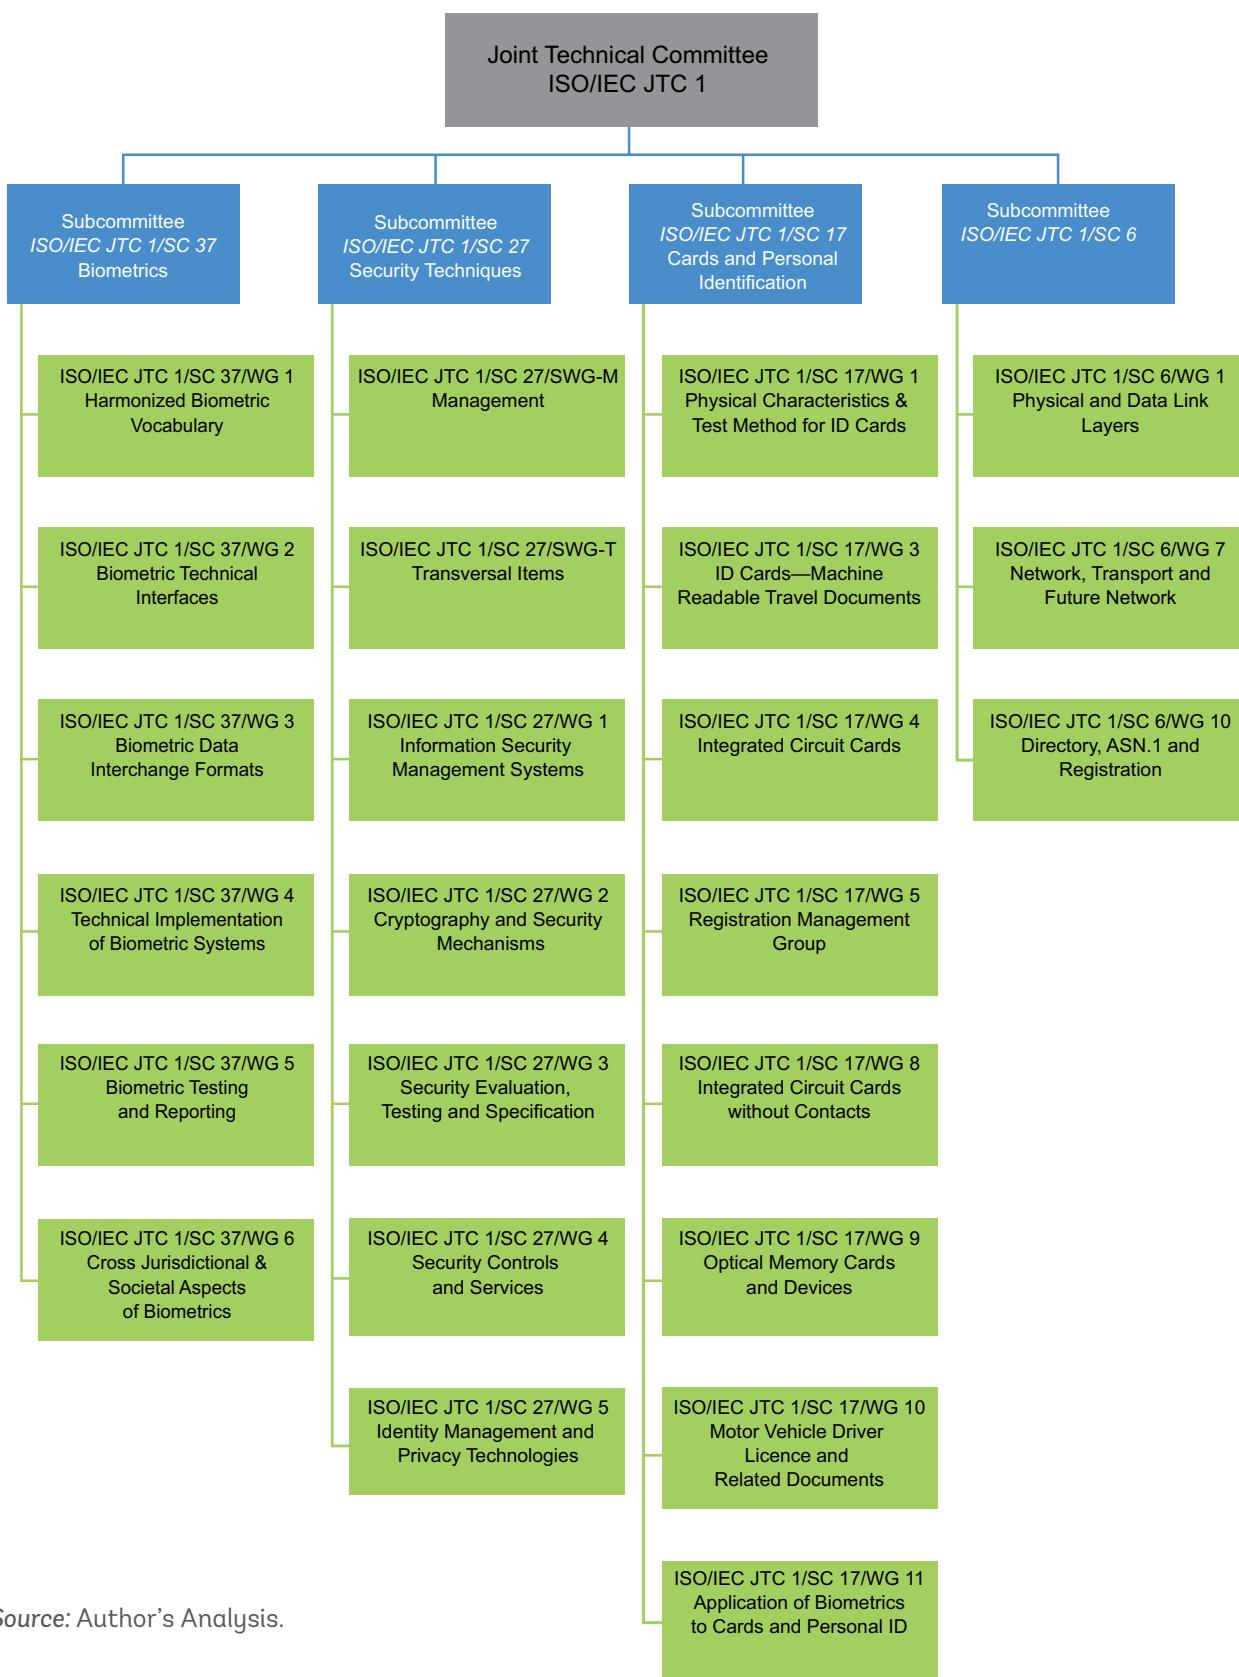 Joint Technical Committee
ISO/IEC JTC 1
Subcommittee
ISO/IEC JTC 1/SC 37
Biometrics
Subcommittee
ISO/IEC JTC 1/SC 27
Security Techniques
Subcommittee
ISO/IEC JTC 1/SC 17
Cards and Personal
Identification
Subcommittee
ISO/IEC JTC 1/SC 6
ISO/IEC JTC 1/SC 37/WG 1
Harmonized Biometric
Vocabulary
ISO/IEC JTC 1/SC 37/WG 2
Biometric Technical
Interfaces
ISO/IEC JTC 1/SC 37/WG 3
Biometric Data
Interchange Formats
ISO/IEC JTC 1/SC 37/WG 4
Technical Implementation
of Biometric Systems
ISO/IEC JTC 1/SC 37/WG 5
Biometric Testing
and Reporting
ISO/IEC JTC 1/SC 37/WG 6
Cross Jurisdictional &
Societal Aspects
of Biometrics
ISO/IEC JTC 1/SC 27/SWG-M
Management
ISO/IEC JTC 1/SC 27/SWG-T
Transversal Items
ISO/IEC JTC 1/SC 27/WG 1
Information Security
Management Systems
ISO/IEC JTC 1/SC 27/WG 2
Cryptography and Security
Mechanisms
ISO/IEC JTC 1/SC 27/WG 3
Security Evaluation,
Testing and Specification
ISO/IEC JTC 1/SC 27/WG 4
Security Controls
and Services
ISO/IEC JTC 1/SC 27/WG 5
Identity Management and
Privacy Technologies
ISO/IEC JTC 1/SC 17/WG 1
Physical Characteristics &
Test Method for ID Cards
ISO/IEC JTC 1/SC 17/WG 3
ID Cards—Machine
Readable Travel Documents
ISO/IEC JTC 1/SC 17/WG 4
Integrated Circuit Cards
ISO/IEC JTC 1/SC 17/WG 5
Registration Management
Group
ISO/IEC JTC 1/SC 17/WG 8
Integrated Circuit Cards
without Contacts
ISO/IEC JTC 1/SC 17/WG 9
Optical Memory Cards
and Devices
ISO/IEC JTC 1/SC 17/WG 10
Motor Vehicle Driver
Licence and
Related Documents
ISO/IEC JTC 1/SC 17/WG 11
Application of Biometrics
to Cards and Personal ID
ISO/IEC JTC 1/SC 6/WG 1
Physical and Data Link
Layers
ISO/IEC JTC 1/SC 6/WG 7
Network, Transport and
Future Network
ISO/IEC JTC 1/SC 6/WG 10
Directory, ASN.1 and
Registration
Source: Author's Analysis.